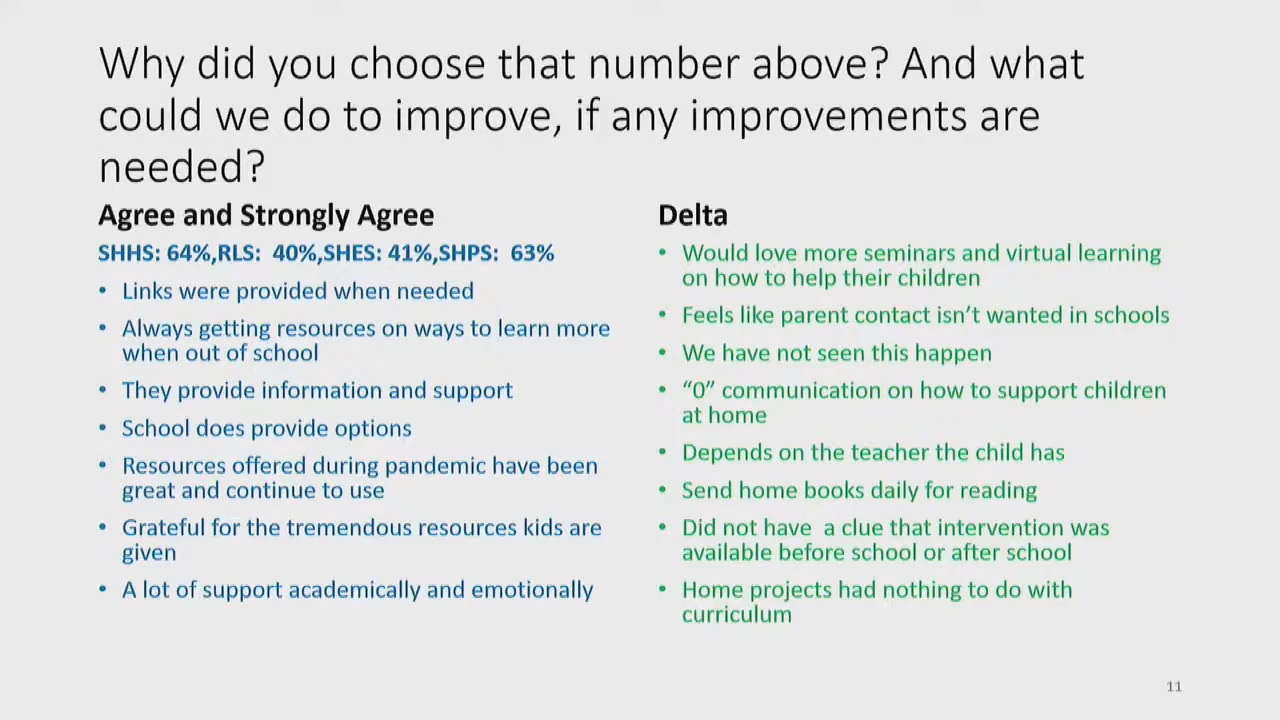 Why did you choose that number above? And what
could we do to improve, if any improvements are
needed?
Agree and Strongly Agree
SHHS: 64%,RLS:  40%,SHES: 41%,SHPS:  63%
• Links were provided when needed
• Always getting resources on ways to learn more
when out of school
• They provide information and support
• School does provide options
• Resources offered during pandemic have been
great and continue to use
• Grateful for the tremendous resources kids are
given
• A lot of support academically and emotionally
Delta
• Would love more seminars and virtual learning
on how to help their children
• Feels like parent contact isn’t wanted in schools
• We have not seen this happen
• “0” communication on how to support children
at home
• Depends on the teacher the child has
• Send home books daily for reading
• Did not have  a clue that intervention was
available before school or after school
• Home projects had nothing to do with
curriculum
11